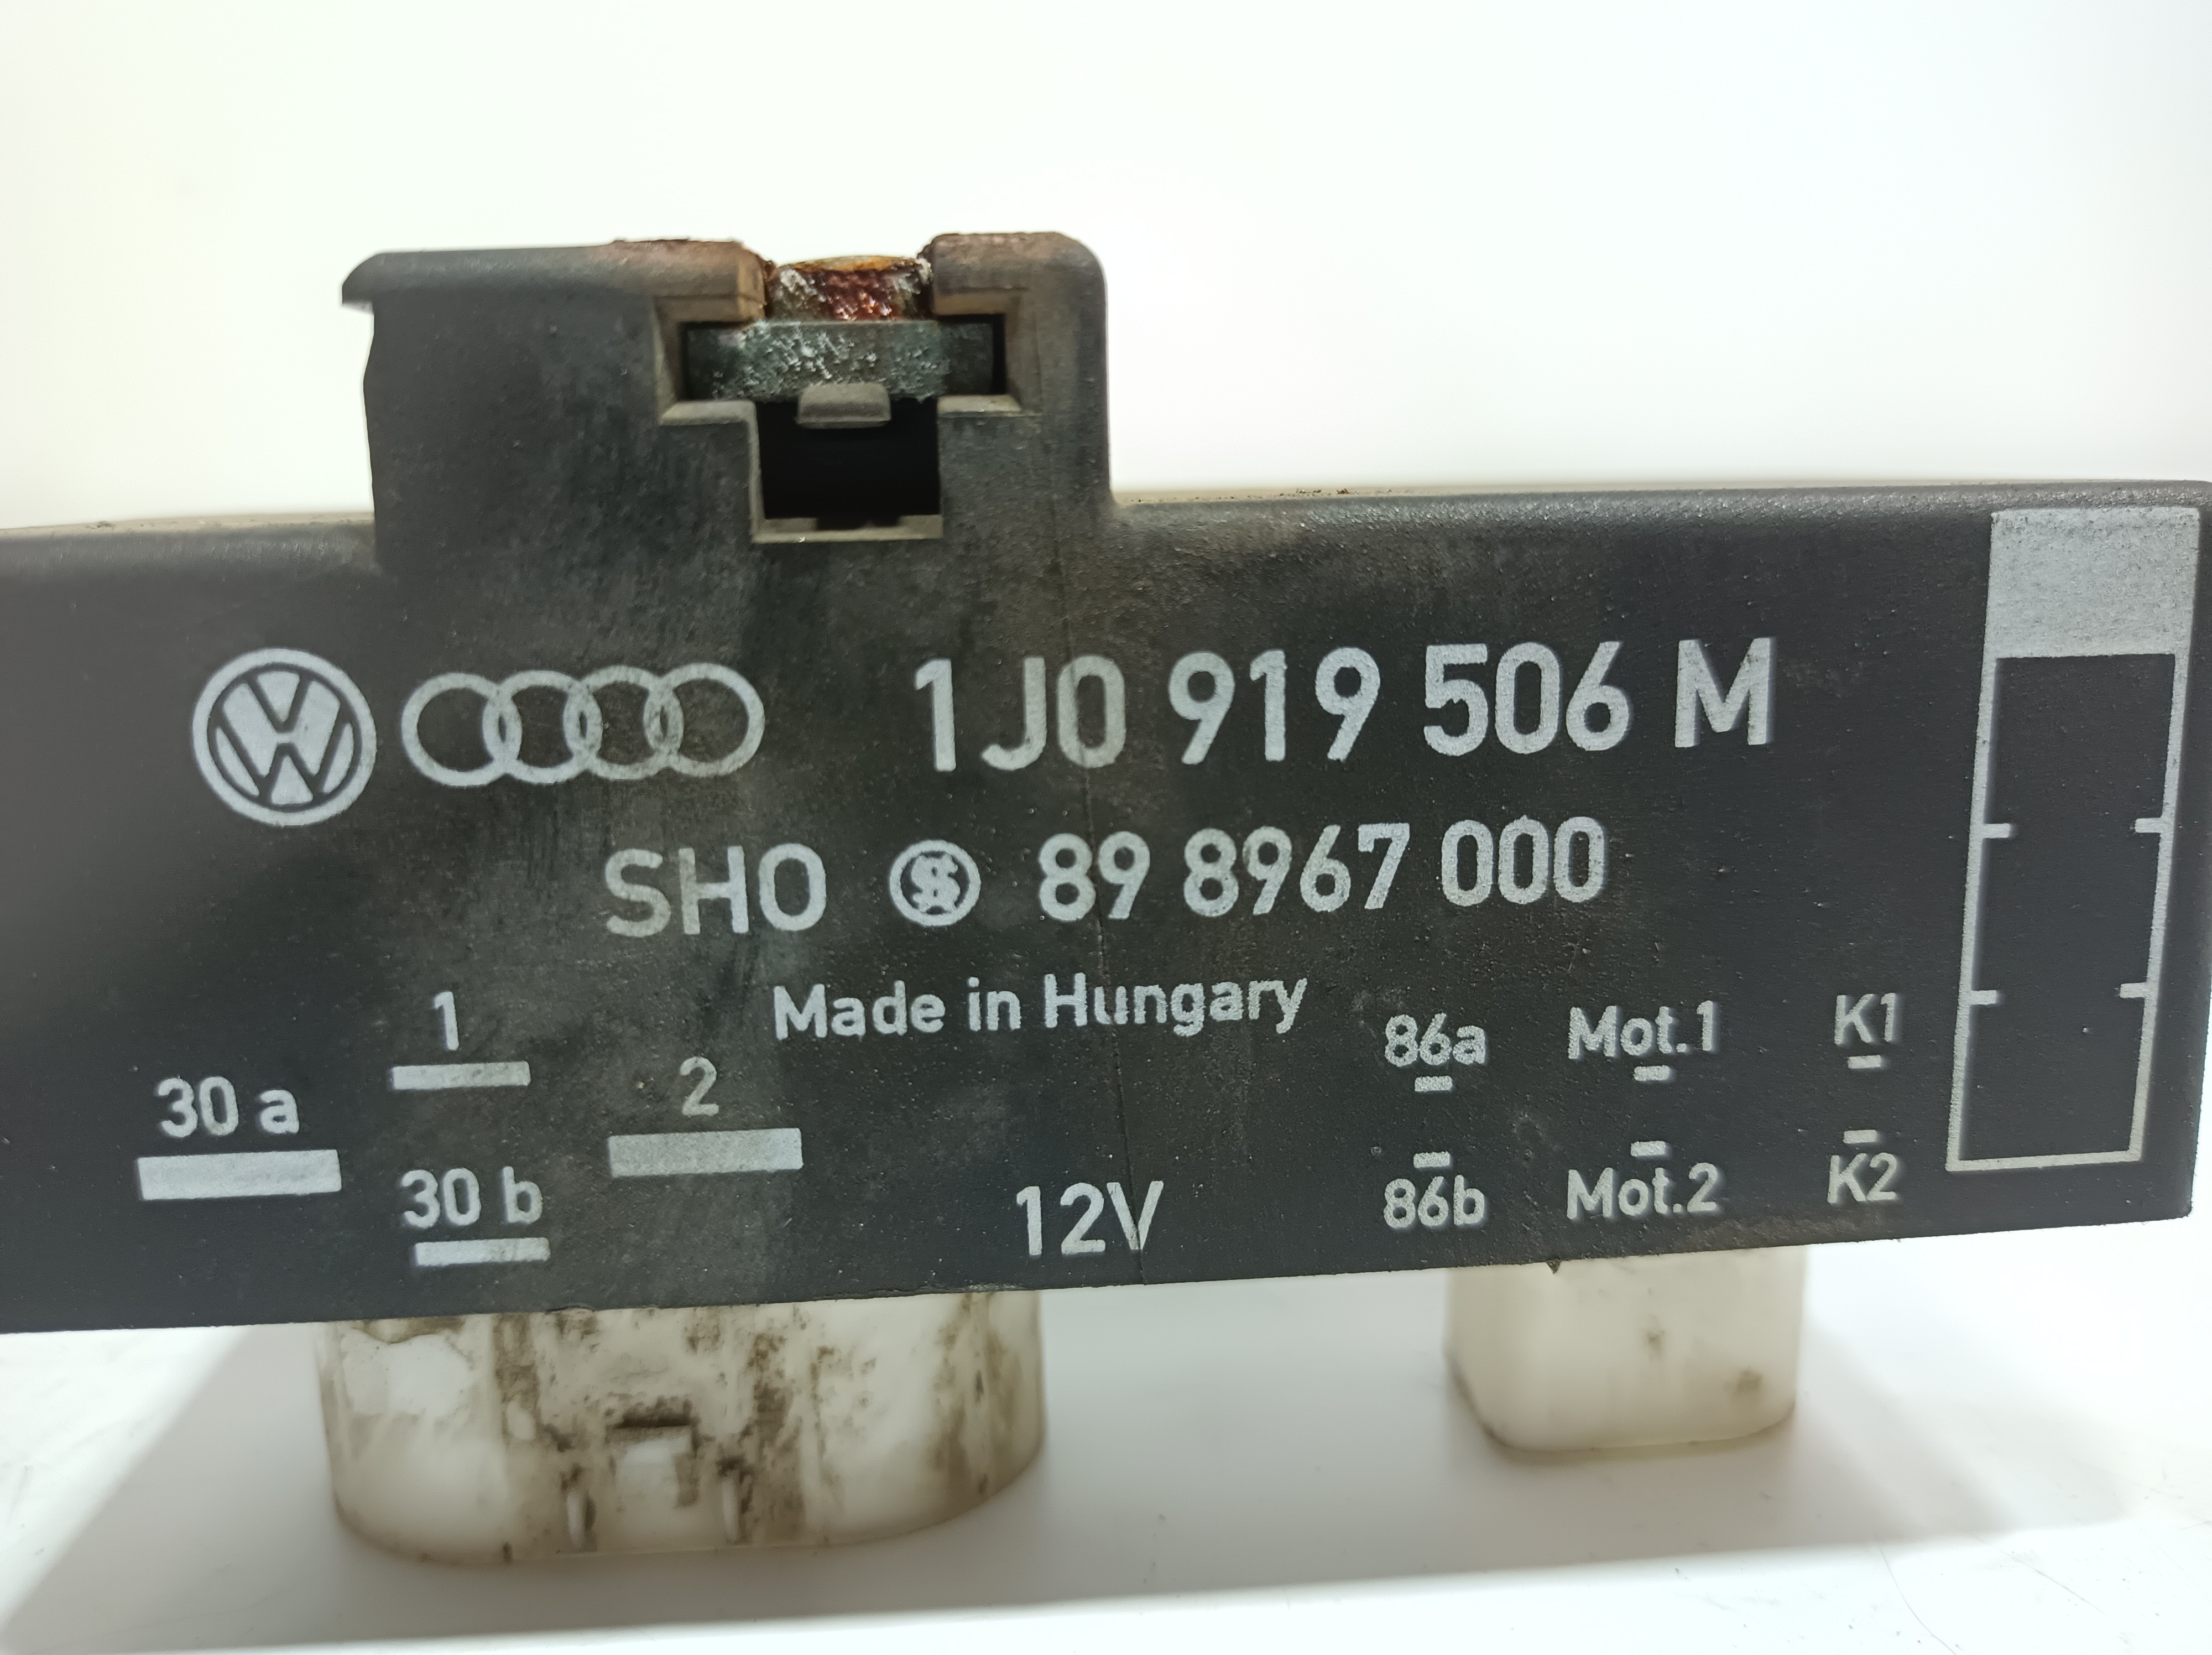 1J0 919 506 M
SHO 89 8967 000
Made in Hungary
1
30 a
2
30 b
12V
86a Mot.1 K1
86b Mot.2 K2